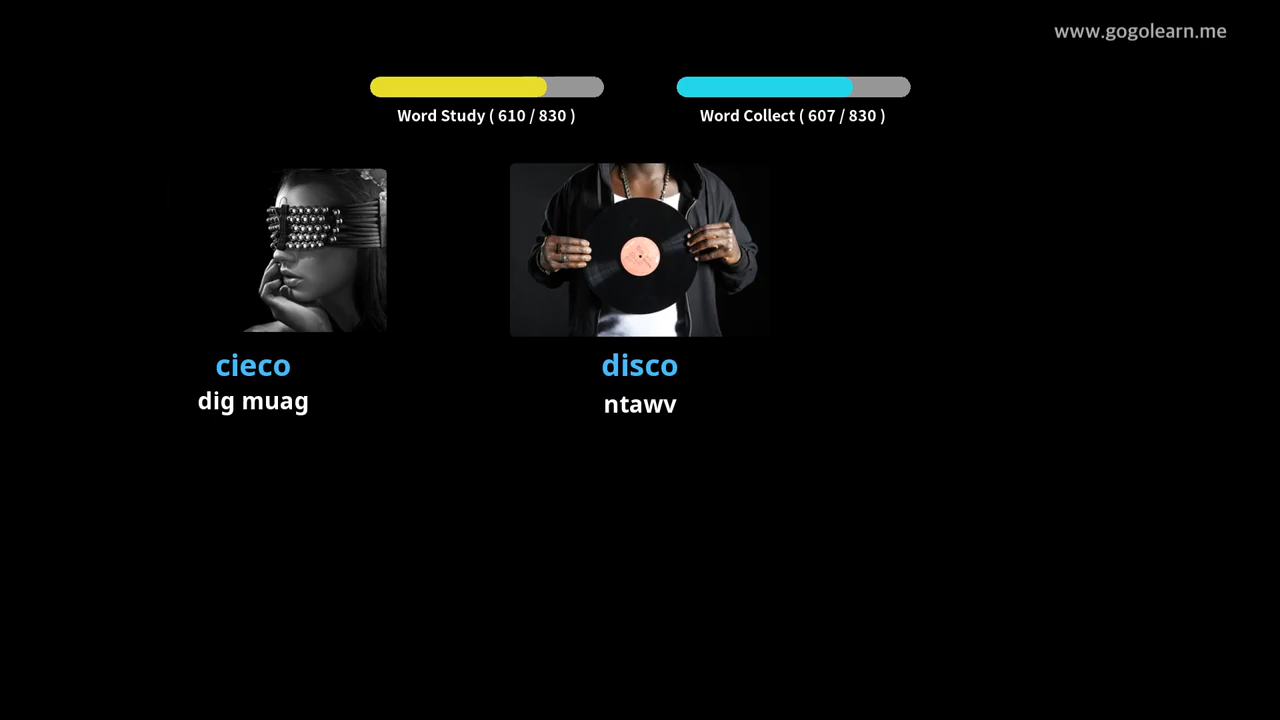 www.gogolearn.me
Word Study ( 610 / 830 )
Word Collect ( 607 / 830 )
cieco
dig muag
disco
ntawv